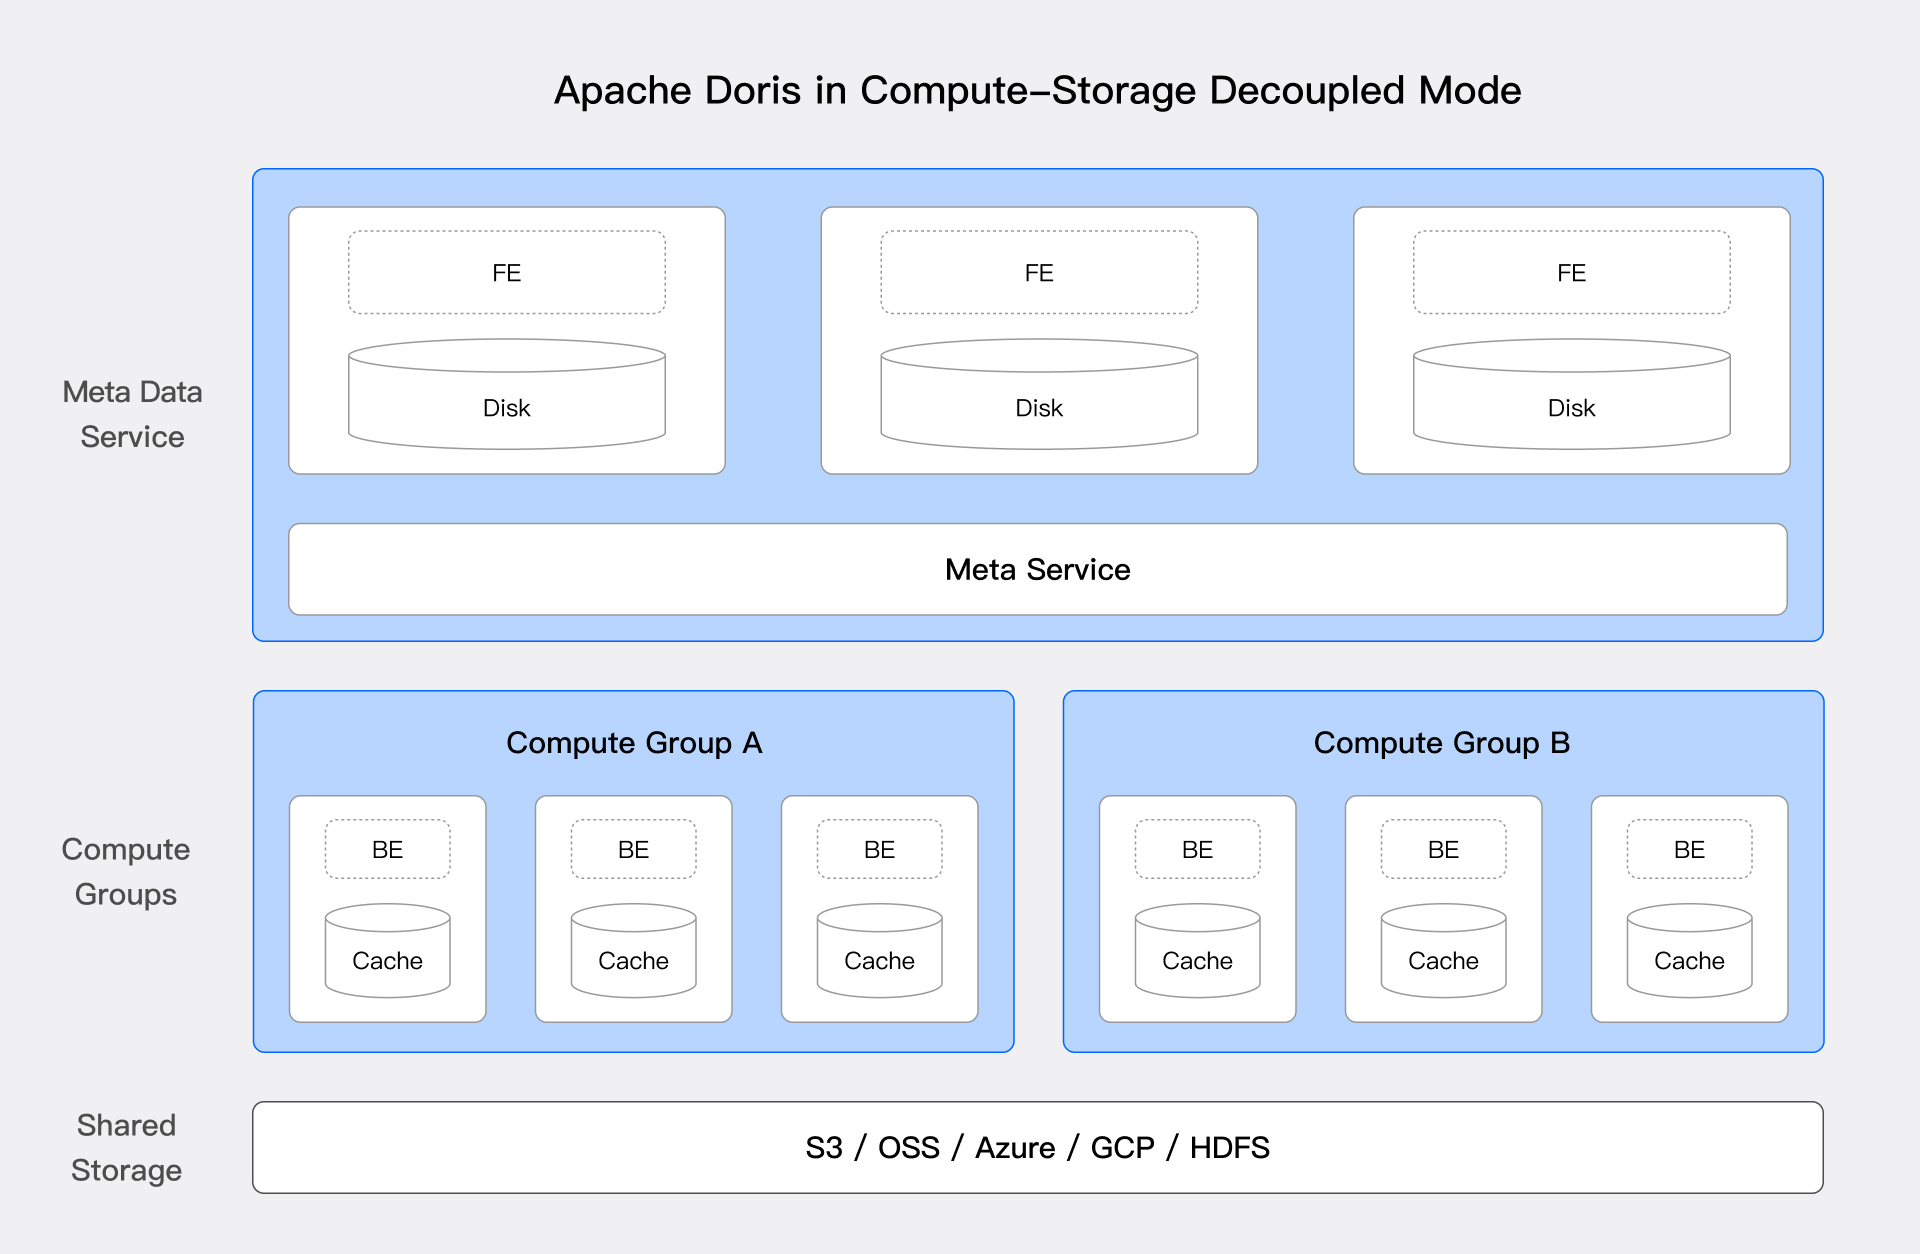 Apache Doris in Compute–Storage Decoupled Mode
Meta Data
Service
FE
FE
FE
Disk
Disk
Disk
Meta Service
Compute
Groups
Compute Group A
BE
BE
BE
Cache
Cache
Cache
Compute Group B
BE
BE
BE
Cache
Cache
Cache
Shared
Storage
S3 / OSS / Azure / GCP / HDFS